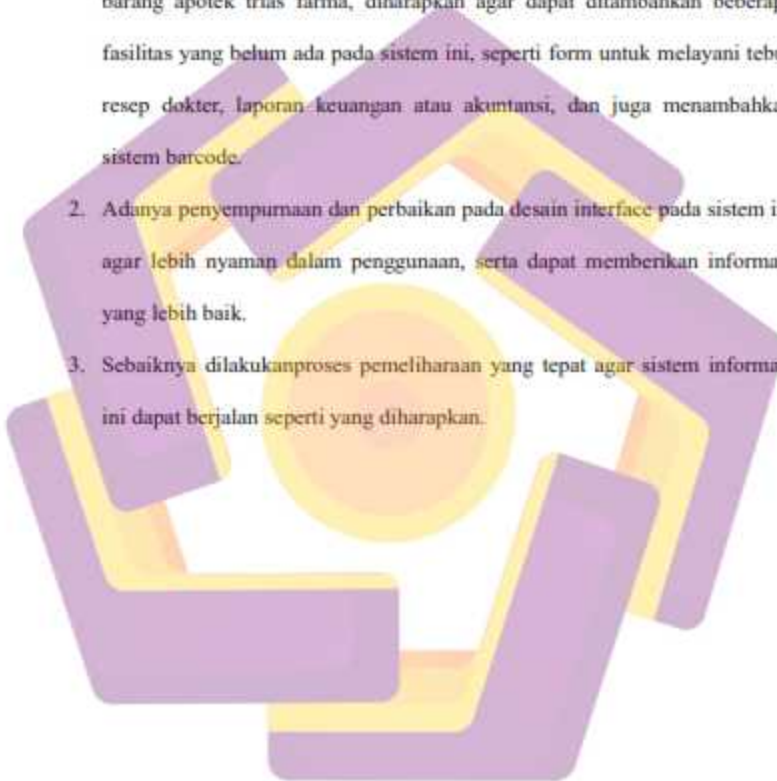 barang apotek trias farma, diharapkan agar dapat ditambahkan beberap
fasilitas yang belum ada pada sistem ini, seperti form untuk melayani tebu
resep dokter, laporan keuangan atau akuntansi, dan juga menambahka
sistem barcode.
2. Adanya penyempurnaan dan perbaikan pada desain interface pada sistem i
agar lebih nyaman dalam penggunaan, serta dapat memberikan informa
yang lebih baik.
3. Sebaiknya dilakukanproses pemeliharaan yang tepat agar sistem informa
ini dapat berjalan seperti yang diharapkan.